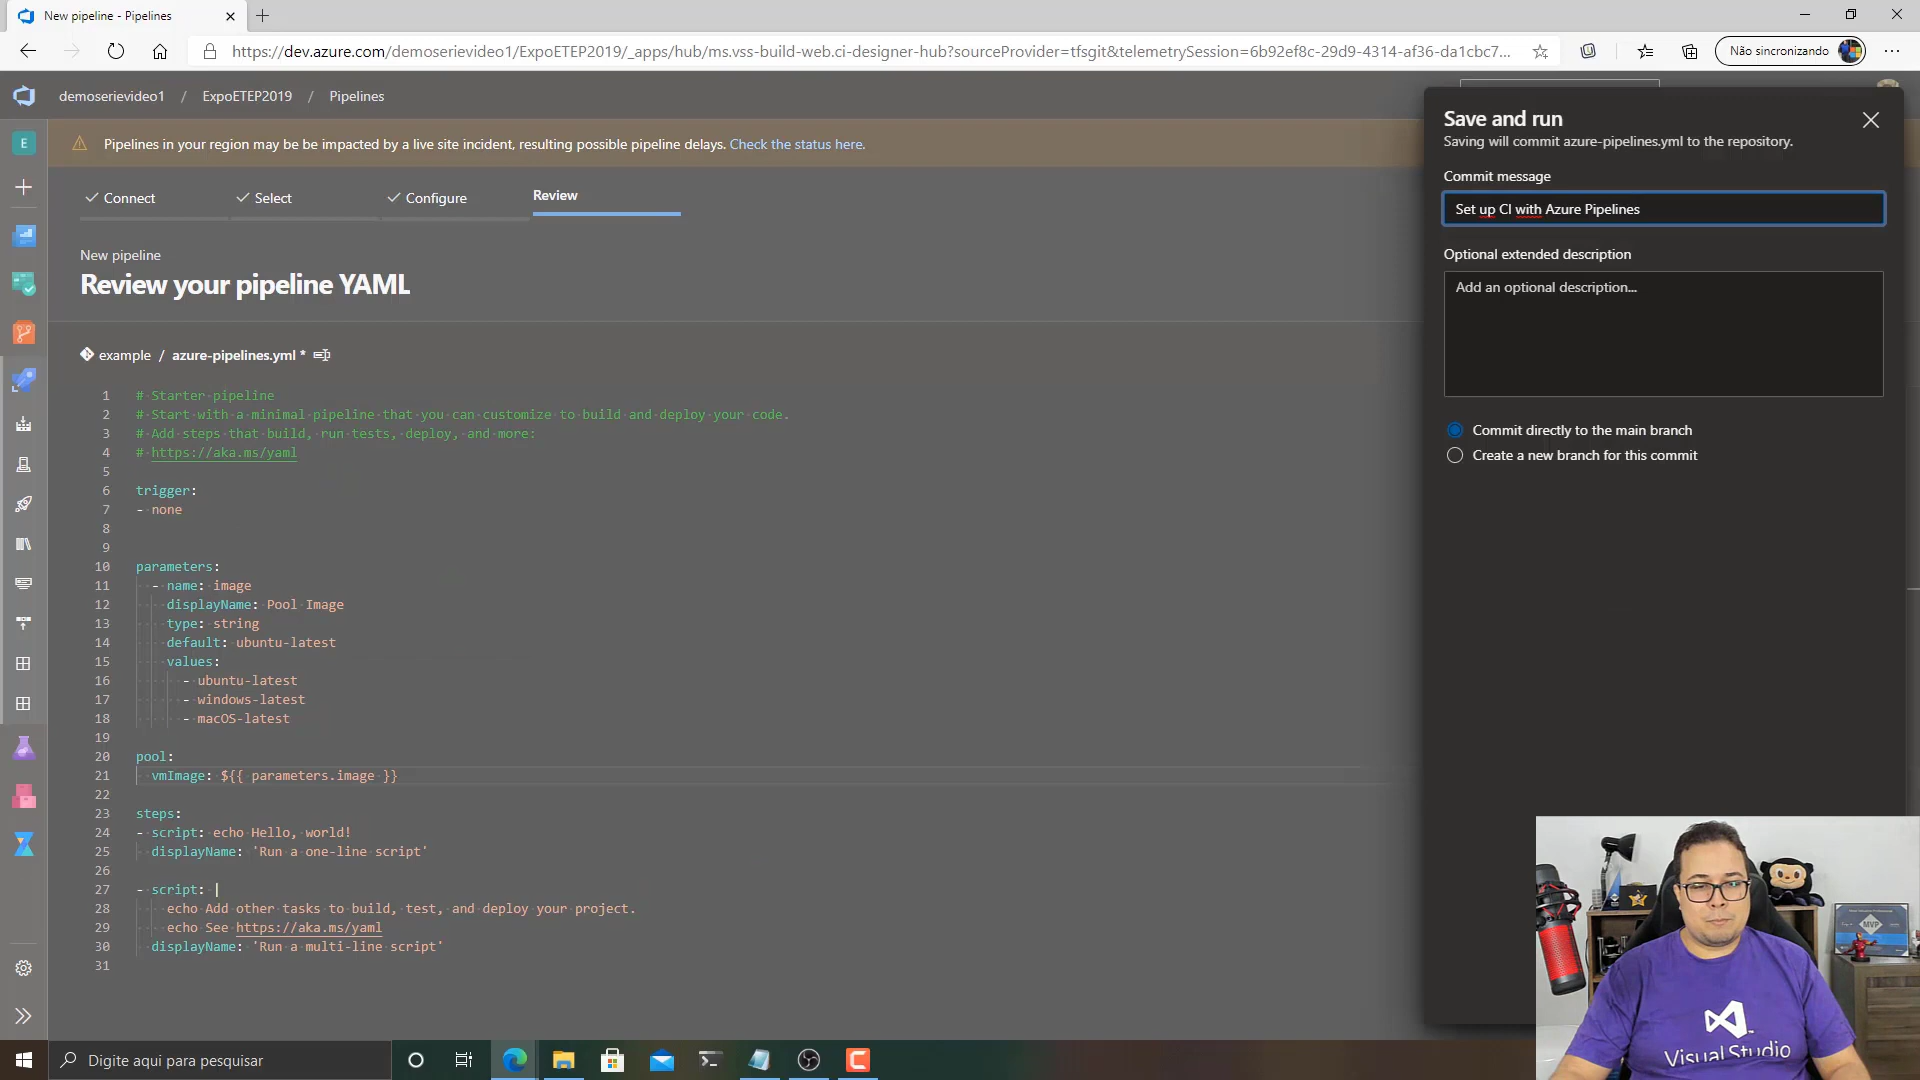 New pipeline - Pipelines
https://dev.azure.com/demoserievideo1/ExpoETEP2019/_apps/hub/ms.vss-build-web.ci-designer-hub?sourceProvider=tfsgit&telemetrySession=6b92ef8c-29d9-4314-af36-da1cbc7...
Não sincronizando
demoserievideo1 / ExpoETEP2019 / Pipelines
E
Pipelines in your region may be be impacted by a live site incident, resulting possible pipeline delays. Check the status here.
Connect
Select
Configure
Review
New pipeline
Review your pipeline YAML
example / azure-pipelines.yml *
1 # Starter pipeline
2 # Start with a minimal pipeline that you can customize to build and deploy your code.
3 # Add steps that build, run tests, deploy, and more:
4 # https://aka.ms/yaml
5
6 trigger:
7 - none
8
9
10 parameters:
11 - name: image
12 displayName: Pool Image
13 type: string
14 default: ubuntu-latest
15 values:
16 - ubuntu-latest
17 - windows-latest
18 - macOS-latest
19
20 pool:
21 vmImage: ${{ parameters.image }}
22
23 steps:
24 - script: echo Hello, world!
25 displayName: 'Run a one-line script'
26
27 - script: |
28 echo Add other tasks to build, test, and deploy your project.
29 echo See https://aka.ms/yaml
30 displayName: 'Run a multi-line script'
31
Save and run
Saving will commit azure-pipelines.yml to the repository.
Commit message
Set up CI with Azure Pipelines
Optional extended description
Add an optional description...
Commit directly to the main branch
Create a new branch for this commit
MVP
Visual Studio
Digite aqui para pesquisar